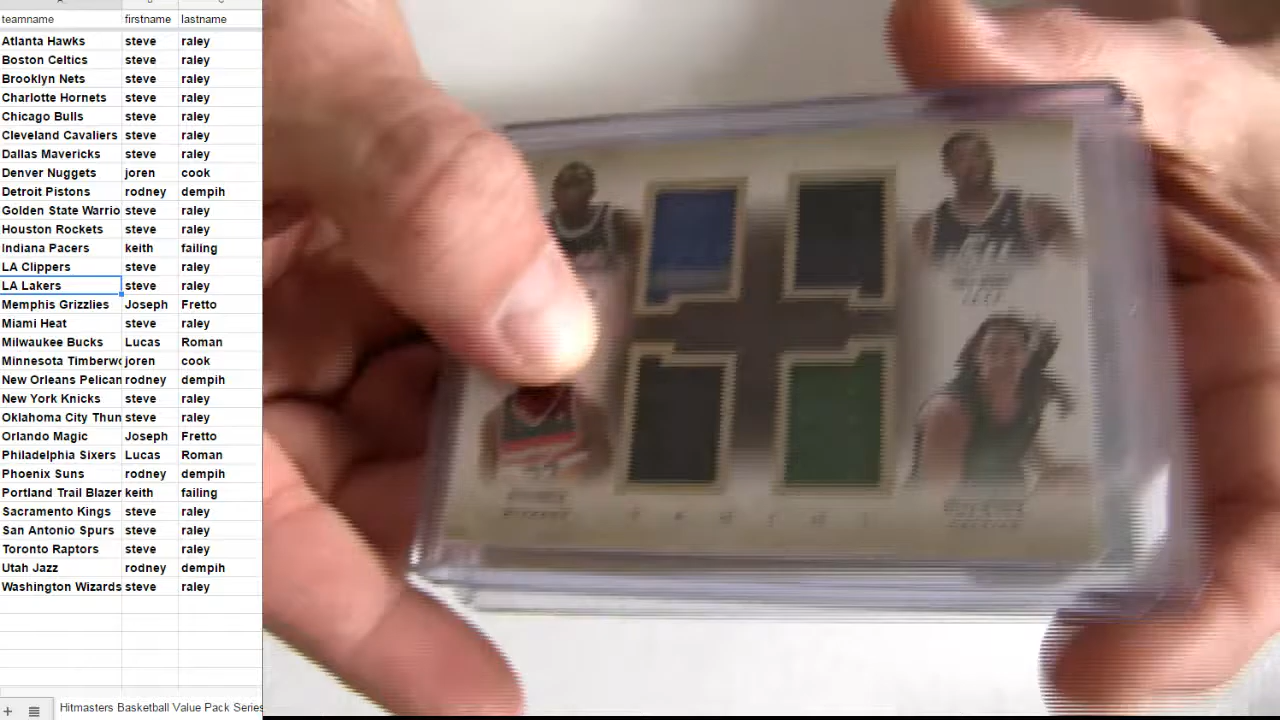 teamname firstname lastname
Atlanta Hawks steve raley
Boston Celtics steve raley
Brooklyn Nets steve raley
Charlotte Hornets steve raley
Chicago Bulls steve raley
Cleveland Cavaliers steve raley
Dallas Mavericks steve raley
Denver Nuggets joren cook
Detroit Pistons rodney dempih
Golden State Warrio steve raley
Houston Rockets steve raley
Indiana Pacers keith failing
LA Clippers steve raley
LA Lakers steve raley
Memphis Grizzlies Joseph Fretto
Miami Heat steve raley
Milwaukee Bucks Lucas Roman
Minnesota Timberwo joren cook
New Orleans Pelican rodney dempih
New York Knicks steve raley
Oklahoma City Thun steve raley
Orlando Magic Joseph Fretto
Philadelphia Sixers Lucas Roman
Phoenix Suns rodney dempih
Portland Trail Blazer keith failing
Sacramento Kings steve raley
San Antonio Spurs steve raley
Toronto Raptors steve raley
Utah Jazz rodney dempih
Washington Wizards steve raley
Hitmasters Basketball Value Pack Series